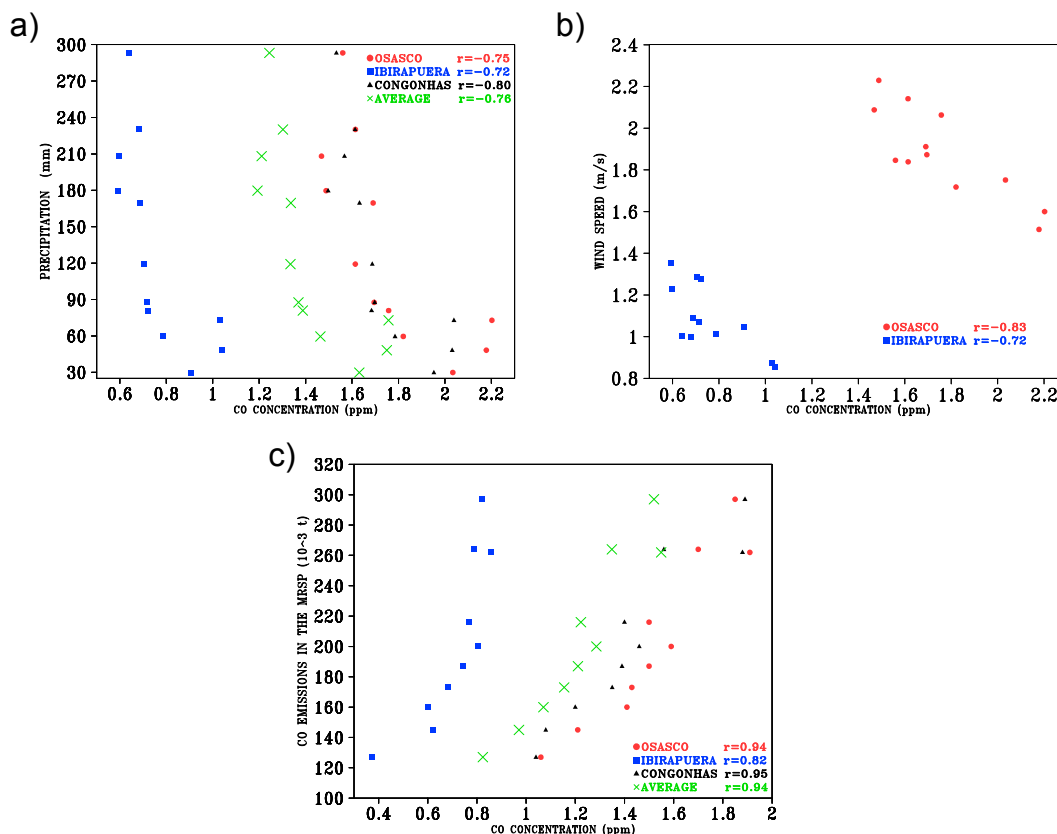 a)
300
270
240
210
180
150
120
90
60
30
PRECIPITATION (mm)
0.6 0.8 1 1.2 1.4 1.6 1.8 2 2.2
CO CONCENTRATION (ppm)
OSASCO r=−0.75
IBIRAPUERA r=−0.72
CONGONHAS r=−0.80
AVERAGE r=−0.76
b)
2.4
2.2
2
1.8
1.6
1.4
1.2
1
0.8
WIND SPEED (m/s)
0.6 0.8 1 1.2 1.4 1.6 1.8 2 2.2
CO CONCENTRATION (ppm)
OSASCO r=−0.83
IBIRAPUERA r=−0.72
c)
320
300
280
260
240
220
200
180
160
140
120
100
CO EMISSIONS IN THE MRSP (10~3 t)
0.4 0.6 0.8 1 1.2 1.4 1.6 1.8 2
CO CONCENTRATION (ppm)
OSASCO r=0.94
IBIRAPUERA r=0.82
CONGONHAS r=0.95
AVERAGE r=0.94